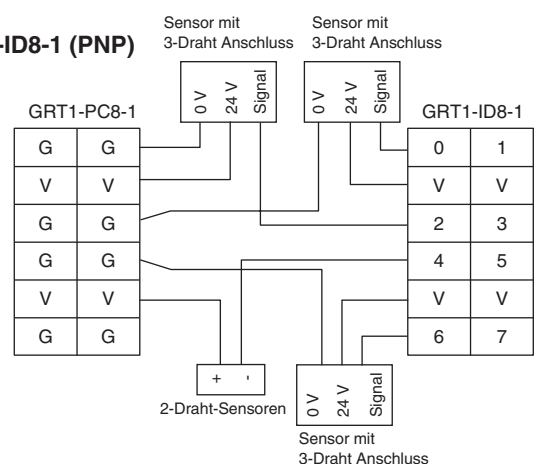 -ID8-1 (PNP)
Sensor mit
3-Draht Anschluss
Sensor mit
3-Draht Anschluss
0 V
24 V
Signal
0 V
24 V
Signal
GRT1-PC8-1
G G
V V
G G
G G
V V
G G
GRT1-ID8-1
0 1
V V
2 3
4 5
V V
6 7
+ -
2-Draht-Sensoren
0 V
24 V
Signal
Sensor mit
3-Draht Anschluss